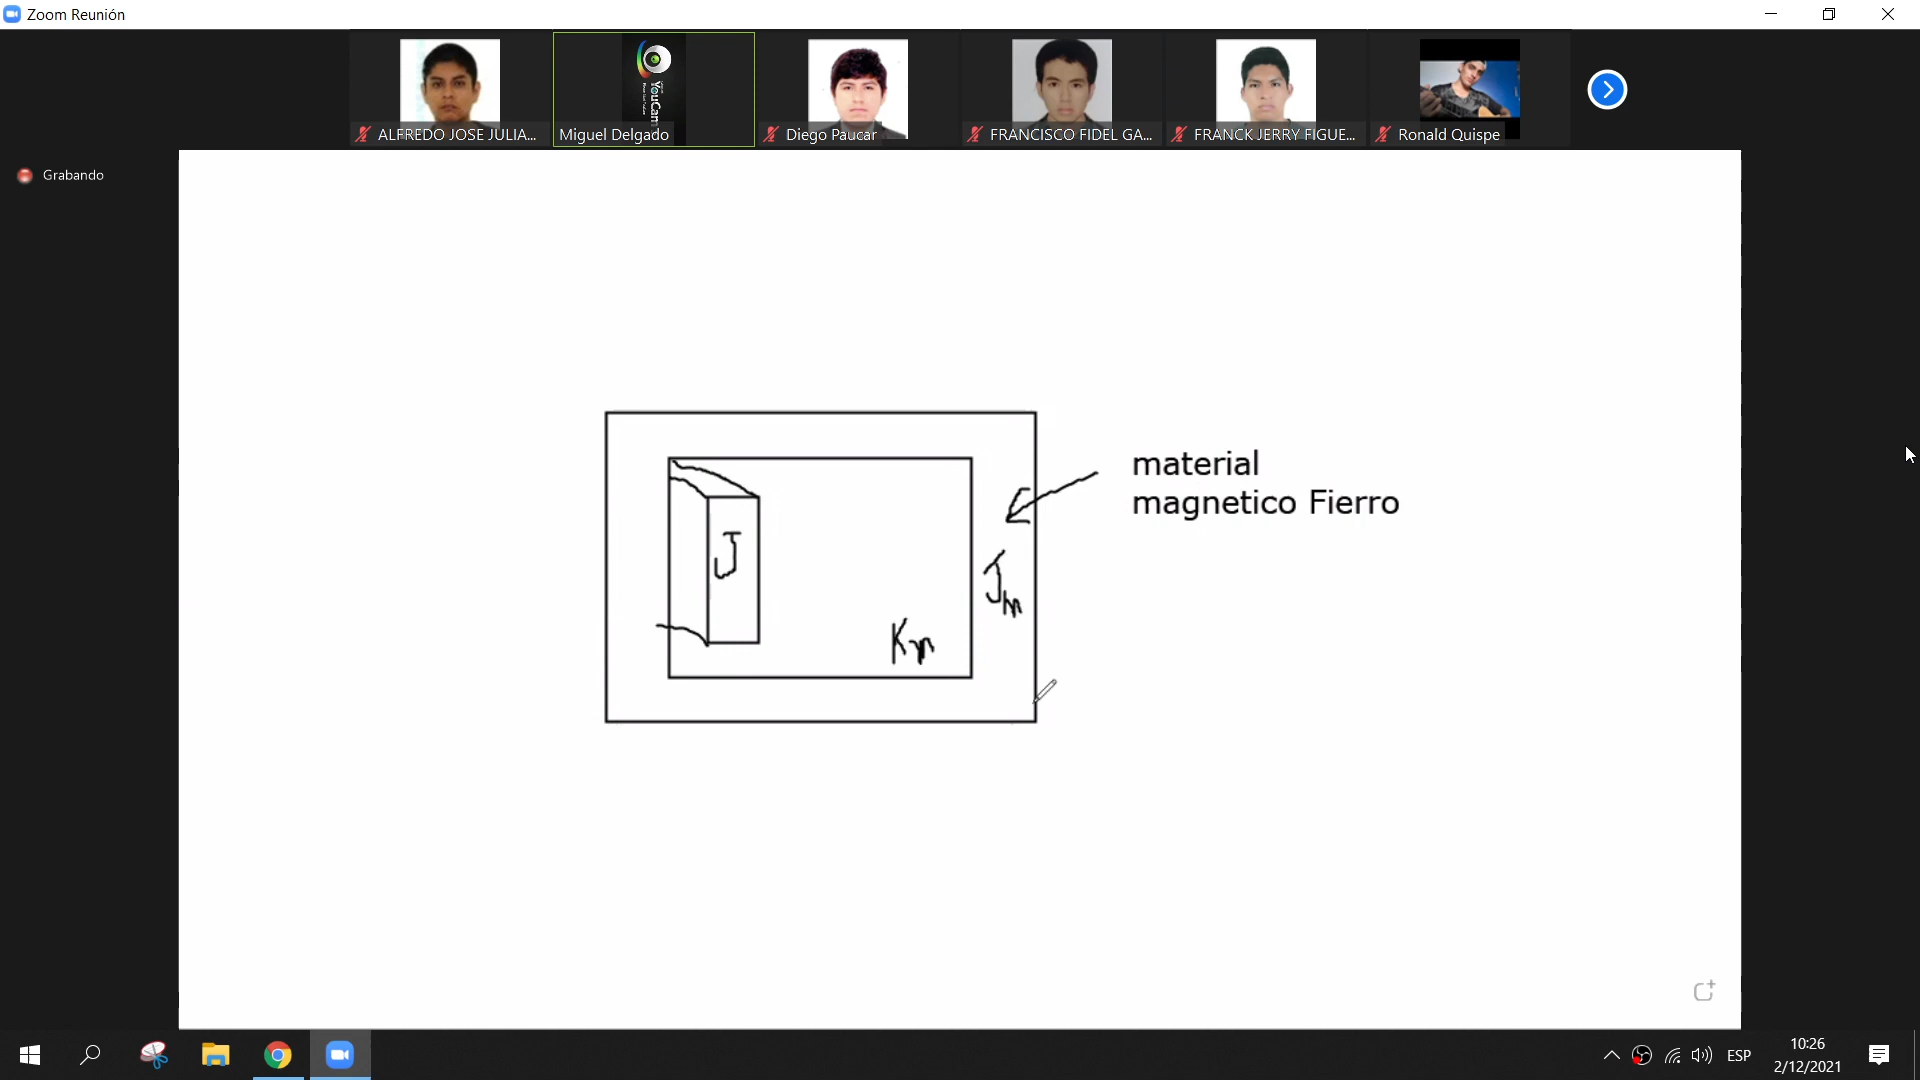 Zoom Reunión
ALFREDO JOSE JULIA...
Miguel Delgado
YouCam
Diego Paucar
FRANCISCO FIDEL GA...
FRANCK JERRY FIGUE...
Ronald Quispe
Grabando
material
magnetico Fierro
J
Jm
Km
ESP
10:26
2/12/2021